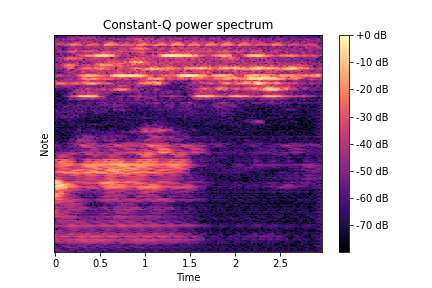 Constant-Q power spectrum
+0 dB
-10 dB
-20 dB
-30 dB
-40 dB
-50 dB
-60 dB
-70 dB
Note
0
0.5
1
1.5
2
2.5
Time